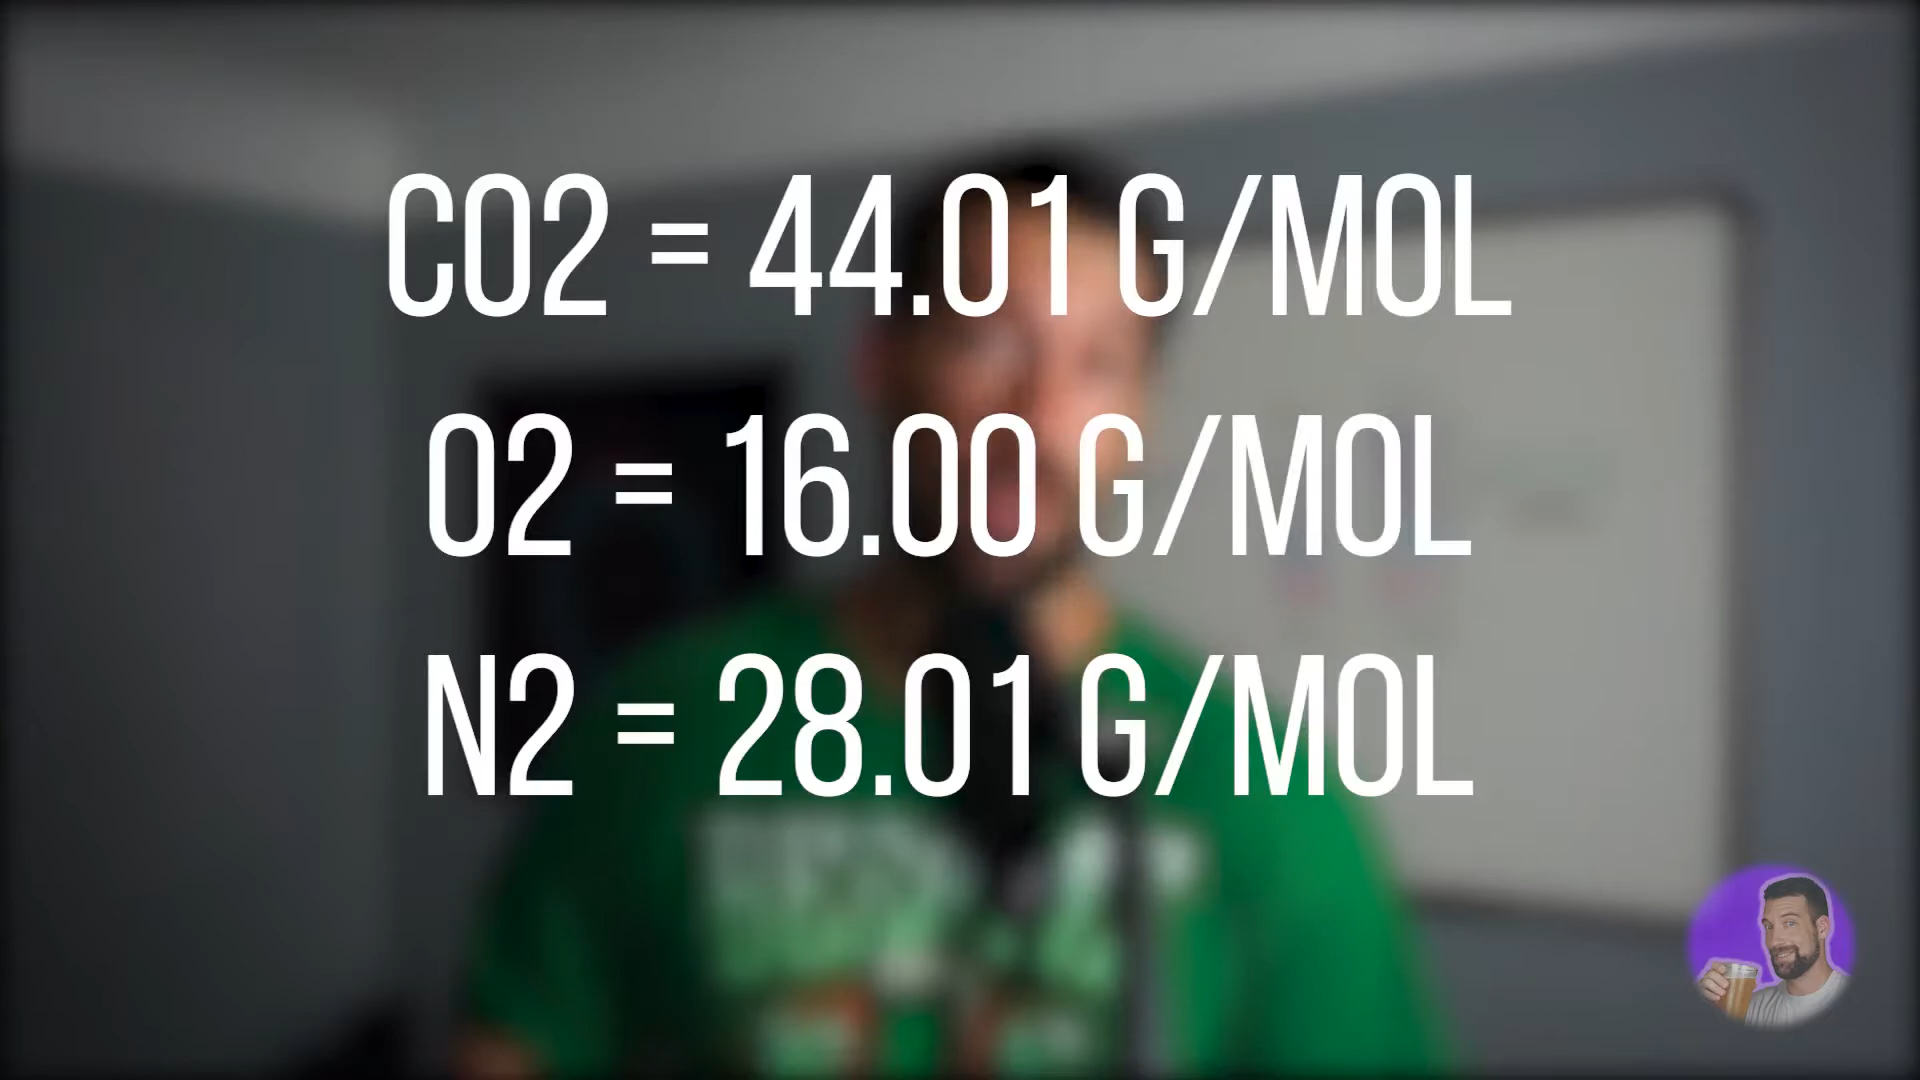 CO2 = 44.01 G/MOL
O2 = 16.00 G/MOL
N2 = 28.01 G/MOL